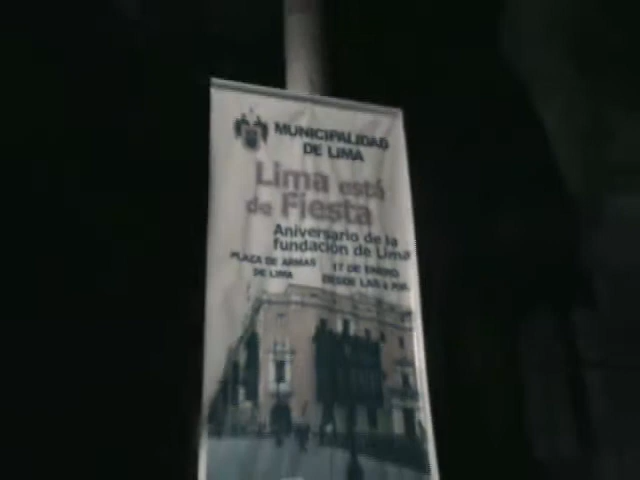 MUNICIPALIDAD
DE LIMA
Lima está
de Fiesta
Aniversario de la
fundación de Lima
PLAZA DE ARMAS
DE LIMA
17 DE ENERO
DESDE LAS